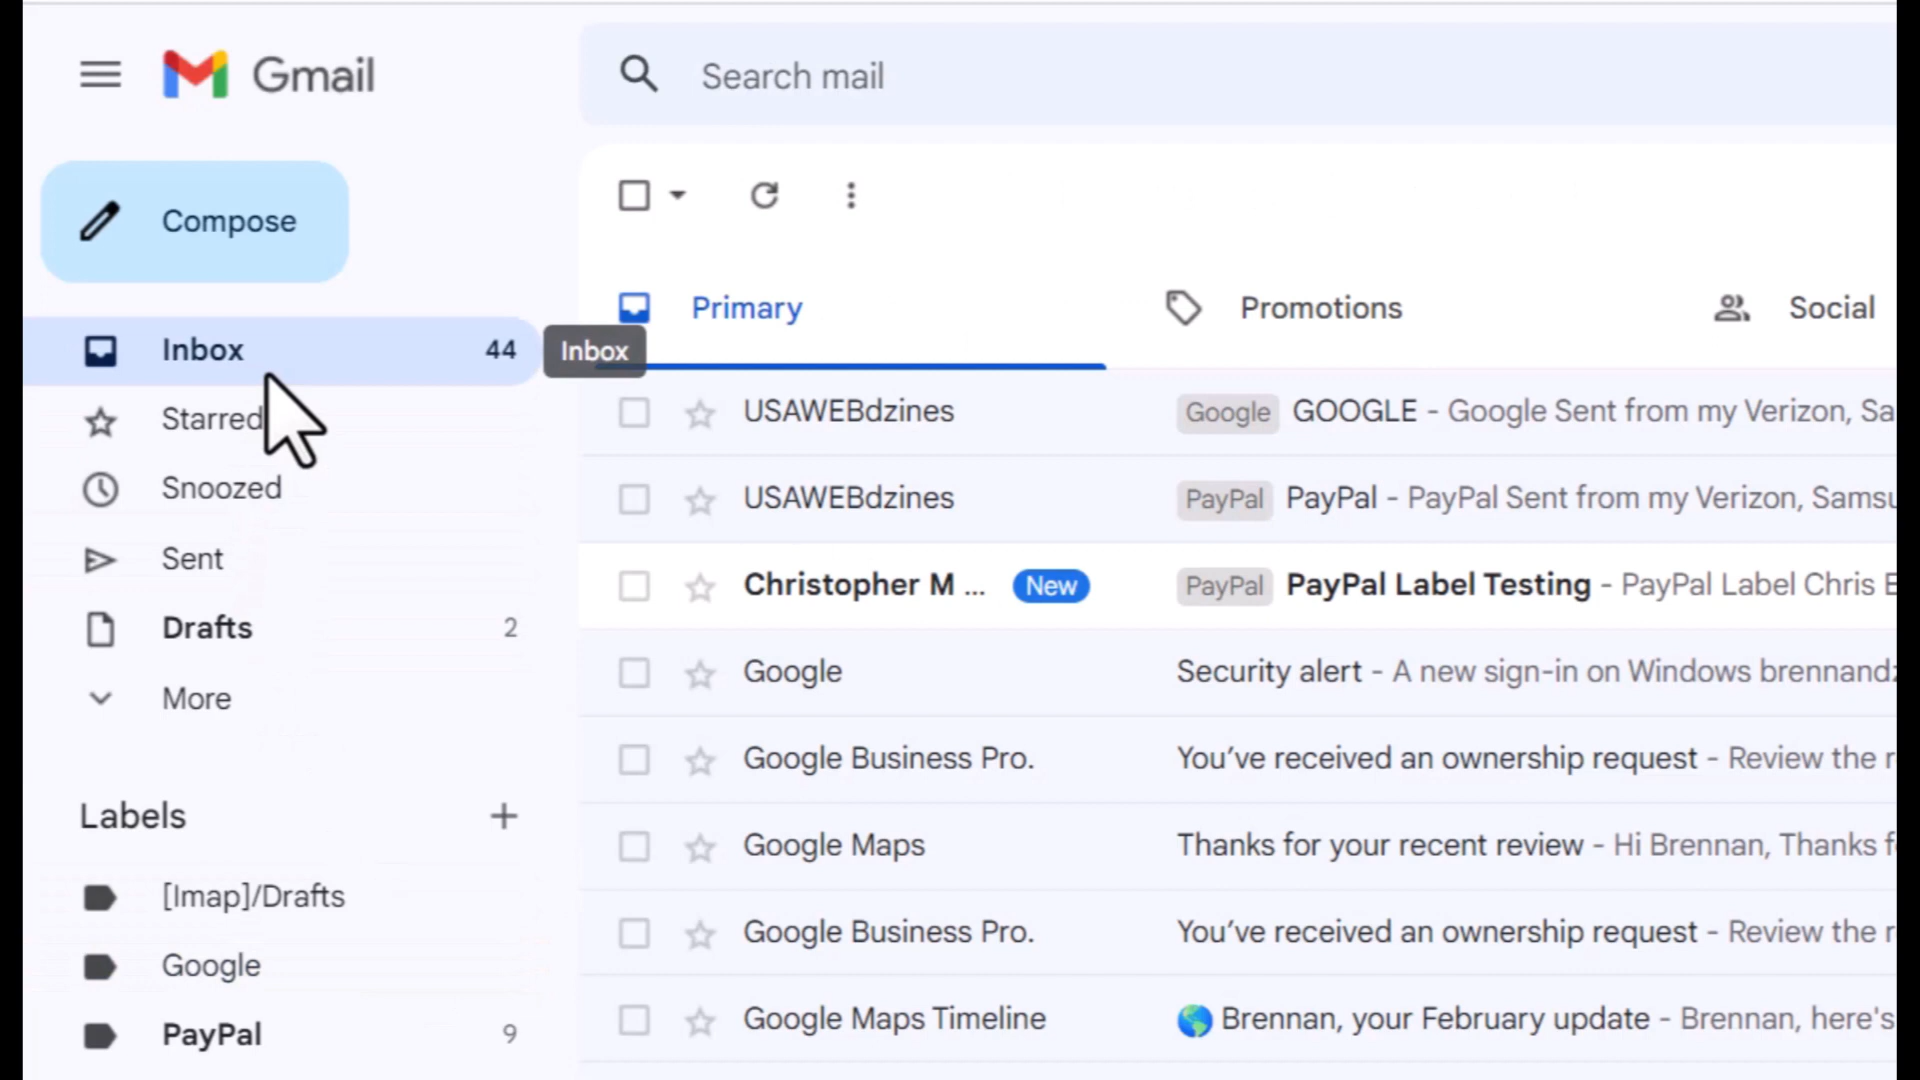 Gmail
Search mail
Compose
Primary
Promotions
Social
Inbox 44
Inbox
Starred
Snoozed
Sent
Drafts 2
More
Labels +
[Imap]/Drafts
Google
PayPal 9
USAWEBdzines Google GOOGLE - Google Sent from my Verizon, Sa
USAWEBdzines PayPal PayPal - PayPal Sent from my Verizon, Samsu
Christopher M ... New PayPal PayPal Label Testing - PayPal Label Chris B
Google Security alert - A new sign-in on Windows brennandz
Google Business Pro. You’ve received an ownership request - Review the r
Google Maps Thanks for your recent review - Hi Brennan, Thanks f
Google Business Pro. You’ve received an ownership request - Review the r
Google Maps Timeline Brennan, your February update - Brennan, here's